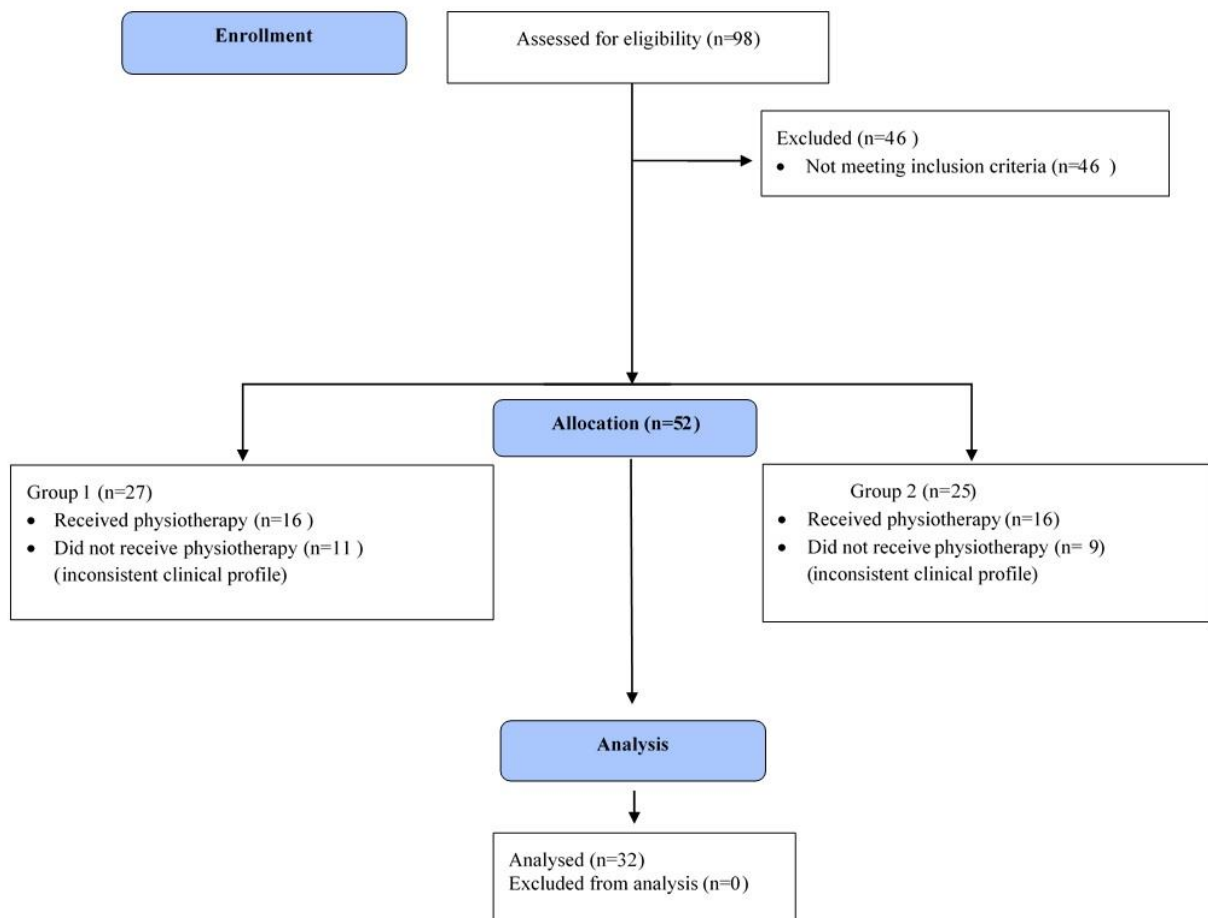 Enrollment
Assessed for eligibility (n=98)
Excluded (n=46 )
• Not meeting inclusion criteria (n=46 )
Allocation (n=52)
Group 1 (n=27)
• Received physiotherapy (n=16 )
• Did not receive physiotherapy (n=11 )
(inconsistent clinical profile)
Group 2 (n=25)
• Received physiotherapy (n=16)
• Did not receive physiotherapy (n= 9)
(inconsistent clinical profile)
Analysis
Analysed (n=32)
Excluded from analysis (n=0)